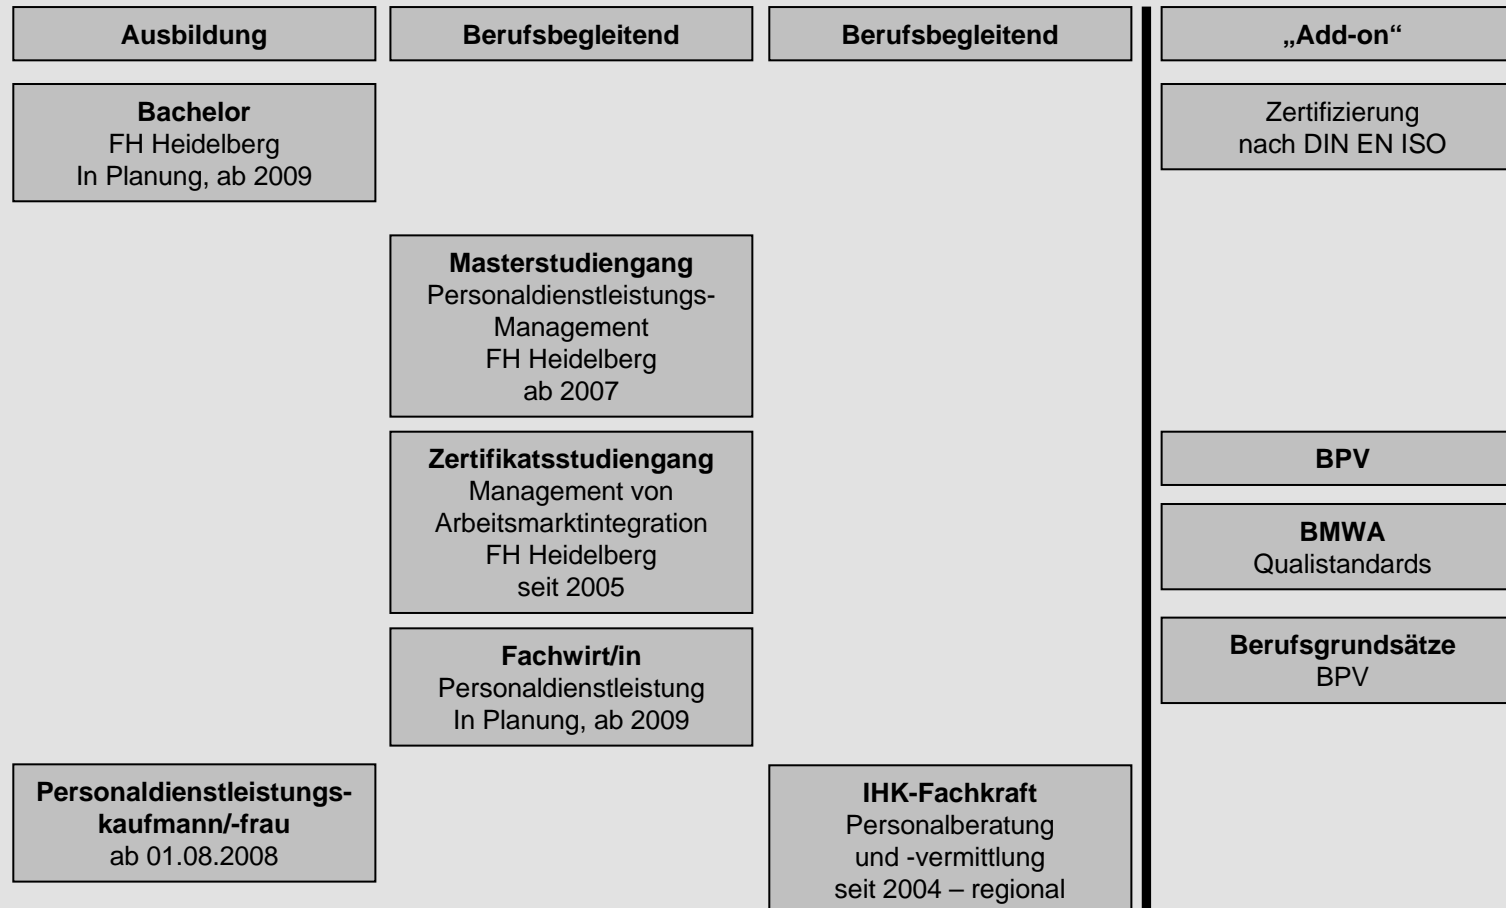 Ausbildung
Berufsbegleitend
Berufsbegleitend
„Add-on“
Bachelor
FH Heidelberg
In Planung, ab 2009
Zertifizierung
nach DIN EN ISO
Masterstudiengang
Personaldienstleistungs-
Management
FH Heidelberg
ab 2007
Zertifikatsstudiengang
Management von
Arbeitsmarktintegration
FH Heidelberg
seit 2005
BPV
BMWA
Qualistandards
Fachwirt/in
Personaldienstleistung
In Planung, ab 2009
Berufsgrundsätze
BPV
Personaldienstleistungs-
kaufmann/-frau
ab 01.08.2008
IHK-Fachkraft
Personalberatung
und -vermittlung
seit 2004 – regional